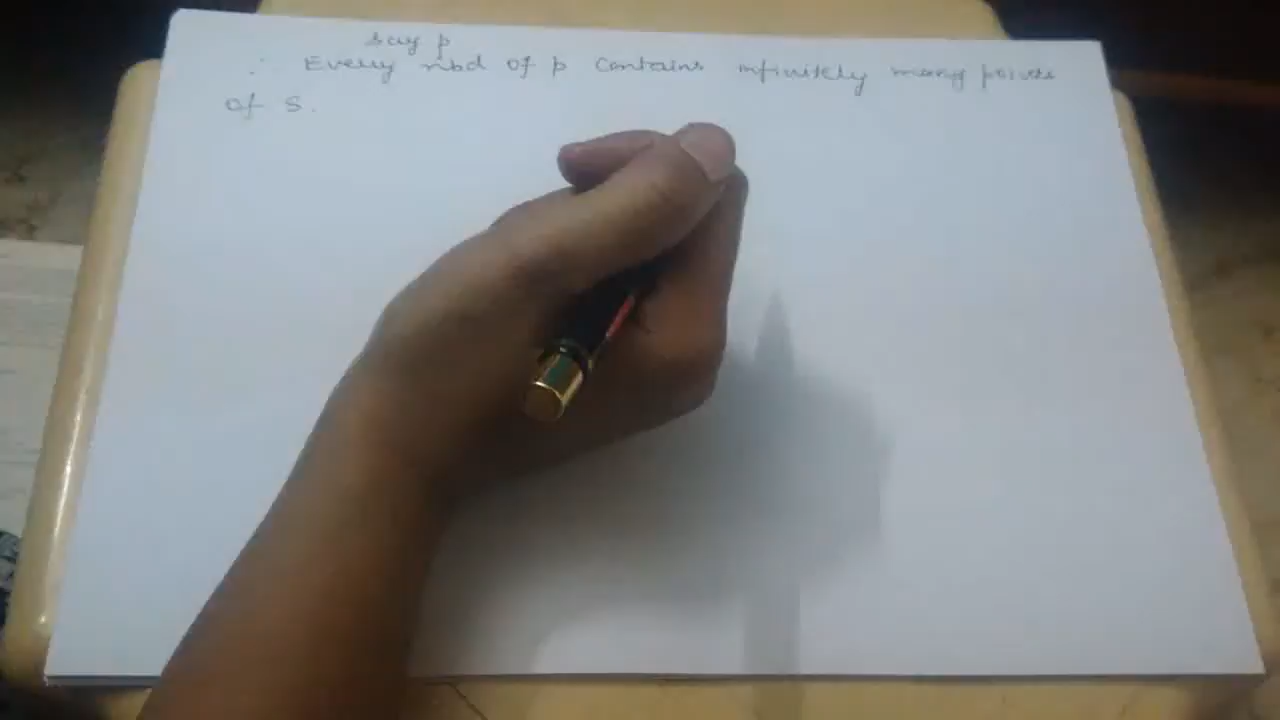 say p
∴ Every nbd of p contains infinitely many points
of S.